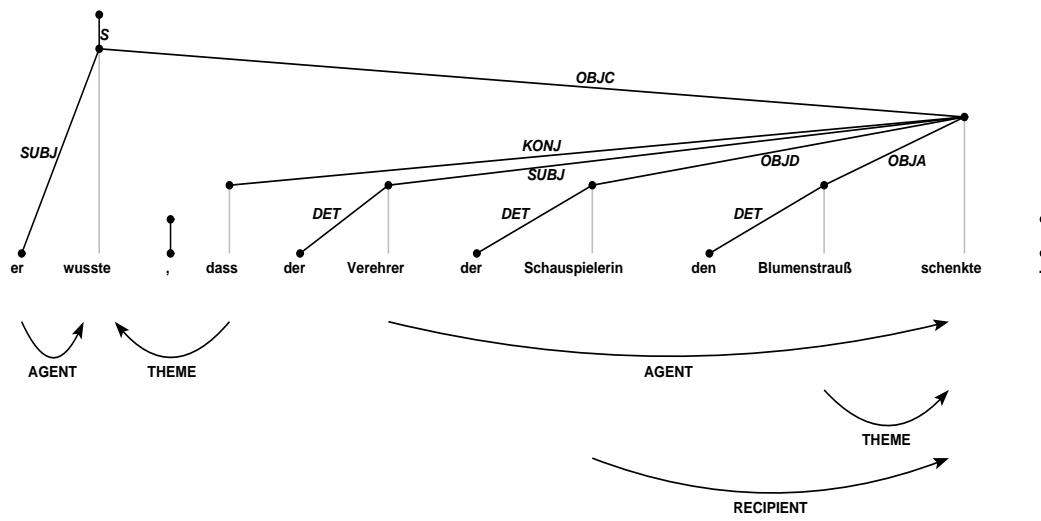 S
OBJC
SUBJ
KONJ
SUBJ
OBJD
OBJA
DET
DET
DET
er wusste , dass der Verehrer der Schauspielerin den Blumenstrauß schenkte .
AGENT THEME AGENT
THEME
RECIPIENT